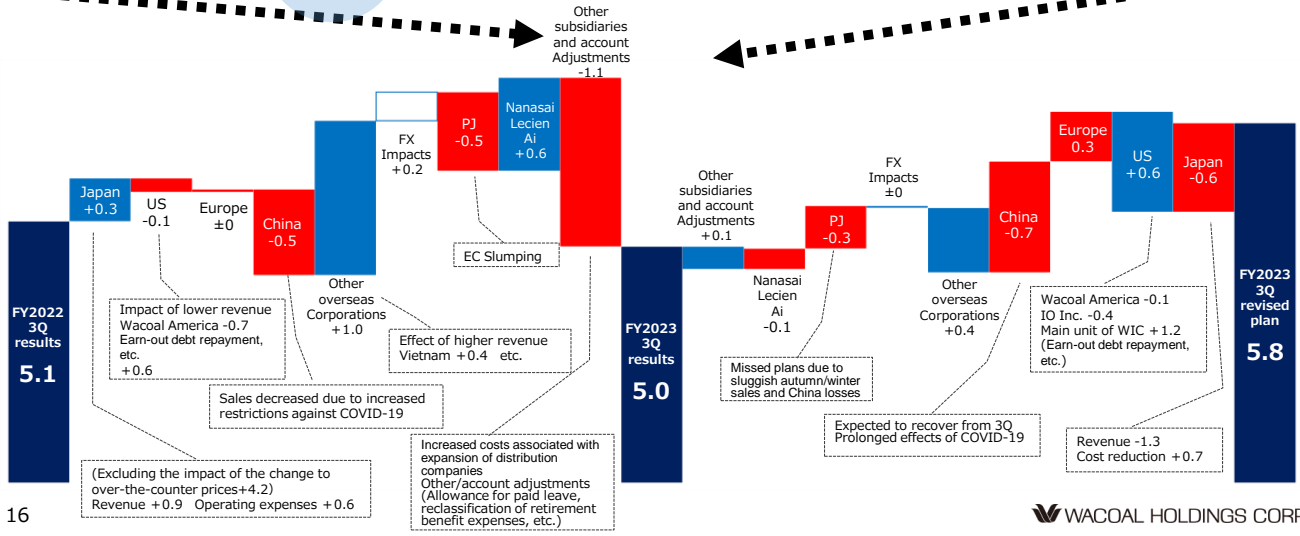 Other
subsidiaries
and account
Adjustments
-1.1
Japan
+0.3
US
-0.1
Europe
±0
China
-0.5
Other
overseas
Corporations
+1.0
FX
Impacts
+0.2
PJ
-0.5
Nanasai
Lecien
Ai
+0.6
EC Slumping
Other
subsidiaries
and account
Adjustments
+0.1
Nanasai
Lecien
Ai
-0.1
PJ
-0.3
FX
Impacts
±0
Other
overseas
Corporations
+0.4
China
-0.7
Europe
0.3
US
+0.6
Japan
-0.6
FY2022
3Q
results
5.1
FY2023
3Q
results
5.0
FY2023
3Q
revised
plan
5.8
Impact of lower revenue
Wacoal America -0.7
Earn-out debt repayment,
etc.
+0.6
Effect of higher revenue
Vietnam +0.4 etc.
Sales decreased due to increased
restrictions against COVID-19
(Excluding the impact of the change to
over-the-counter prices+4.2)
Revenue +0.9 Operating expenses +0.6
Increased costs associated with
expansion of distribution
companies
Other/account adjustments
(Allowance for paid leave,
reclassification of retirement
benefit expenses, etc.)
Missed plans due to
sluggish autumn/winter
sales and China losses
Expected to recover from 3Q
Prolonged effects of COVID-19
Wacoal America -0.1
IO Inc. -0.4
Main unit of WIC +1.2
(Earn-out debt repayment,
etc.)
Revenue -1.3
Cost reduction +0.7
16
WACOAL HOLDINGS CORP